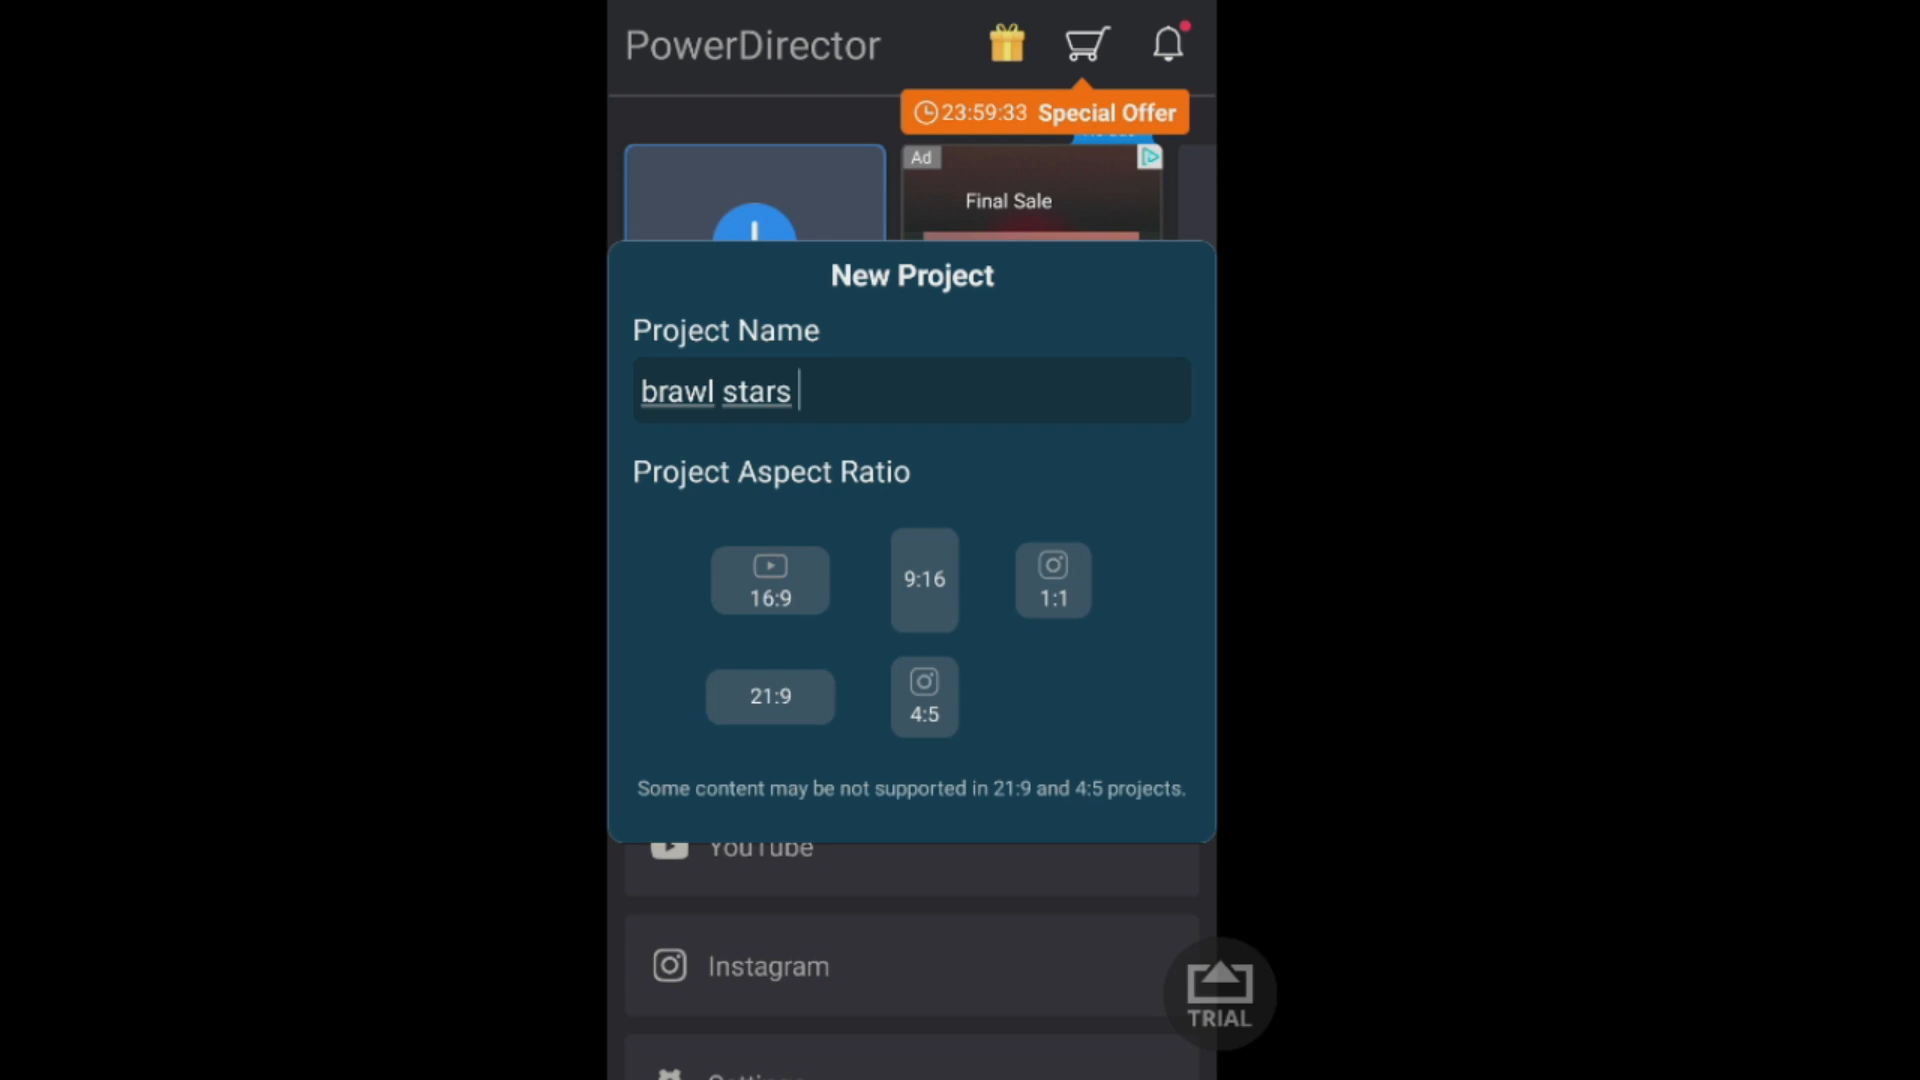 PowerDirector
23:59:33 Special Offer
Ad
Final Sale
New Project
Project Name
brawl stars
Project Aspect Ratio
16:9
9:16
1:1
21:9
4:5
Some content may be not supported in 21:9 and 4:5 projects.
YouTube
Instagram
TRIAL